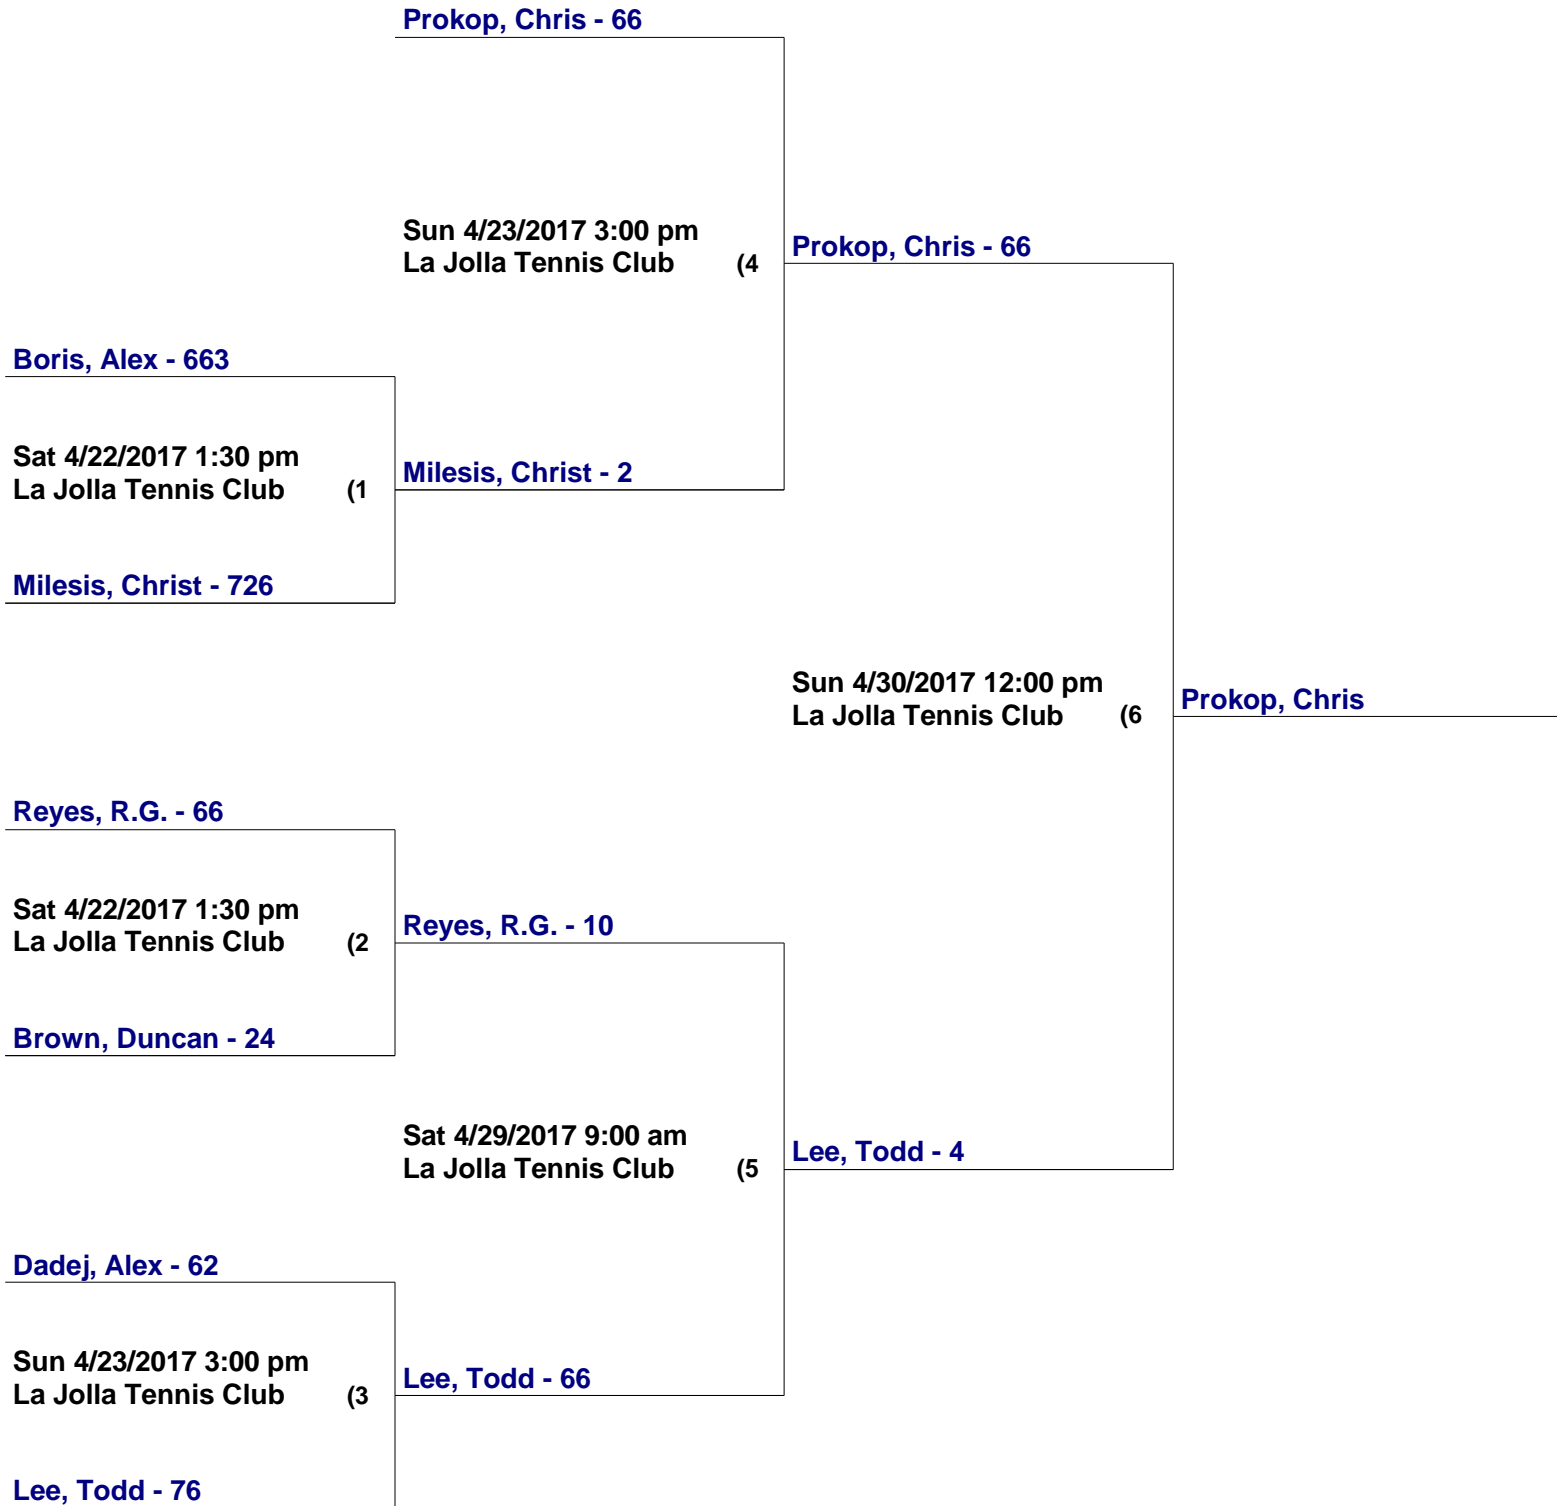 Prokop, Chris - 66
Sun 4/23/2017 3:00 pm
La Jolla Tennis Club (4
Prokop, Chris - 66
Boris, Alex - 663
Sat 4/22/2017 1:30 pm
La Jolla Tennis Club (1
Milesis, Christ - 2
Milesis, Christ - 726
Sun 4/30/2017 12:00 pm
La Jolla Tennis Club (6
Prokop, Chris
Reyes, R.G. - 66
Sat 4/22/2017 1:30 pm
La Jolla Tennis Club (2
Reyes, R.G. - 10
Brown, Duncan - 24
Sat 4/29/2017 9:00 am
La Jolla Tennis Club (5
Lee, Todd - 4
Dadej, Alex - 62
Sun 4/23/2017 3:00 pm
La Jolla Tennis Club (3
Lee, Todd - 66
Lee, Todd - 76